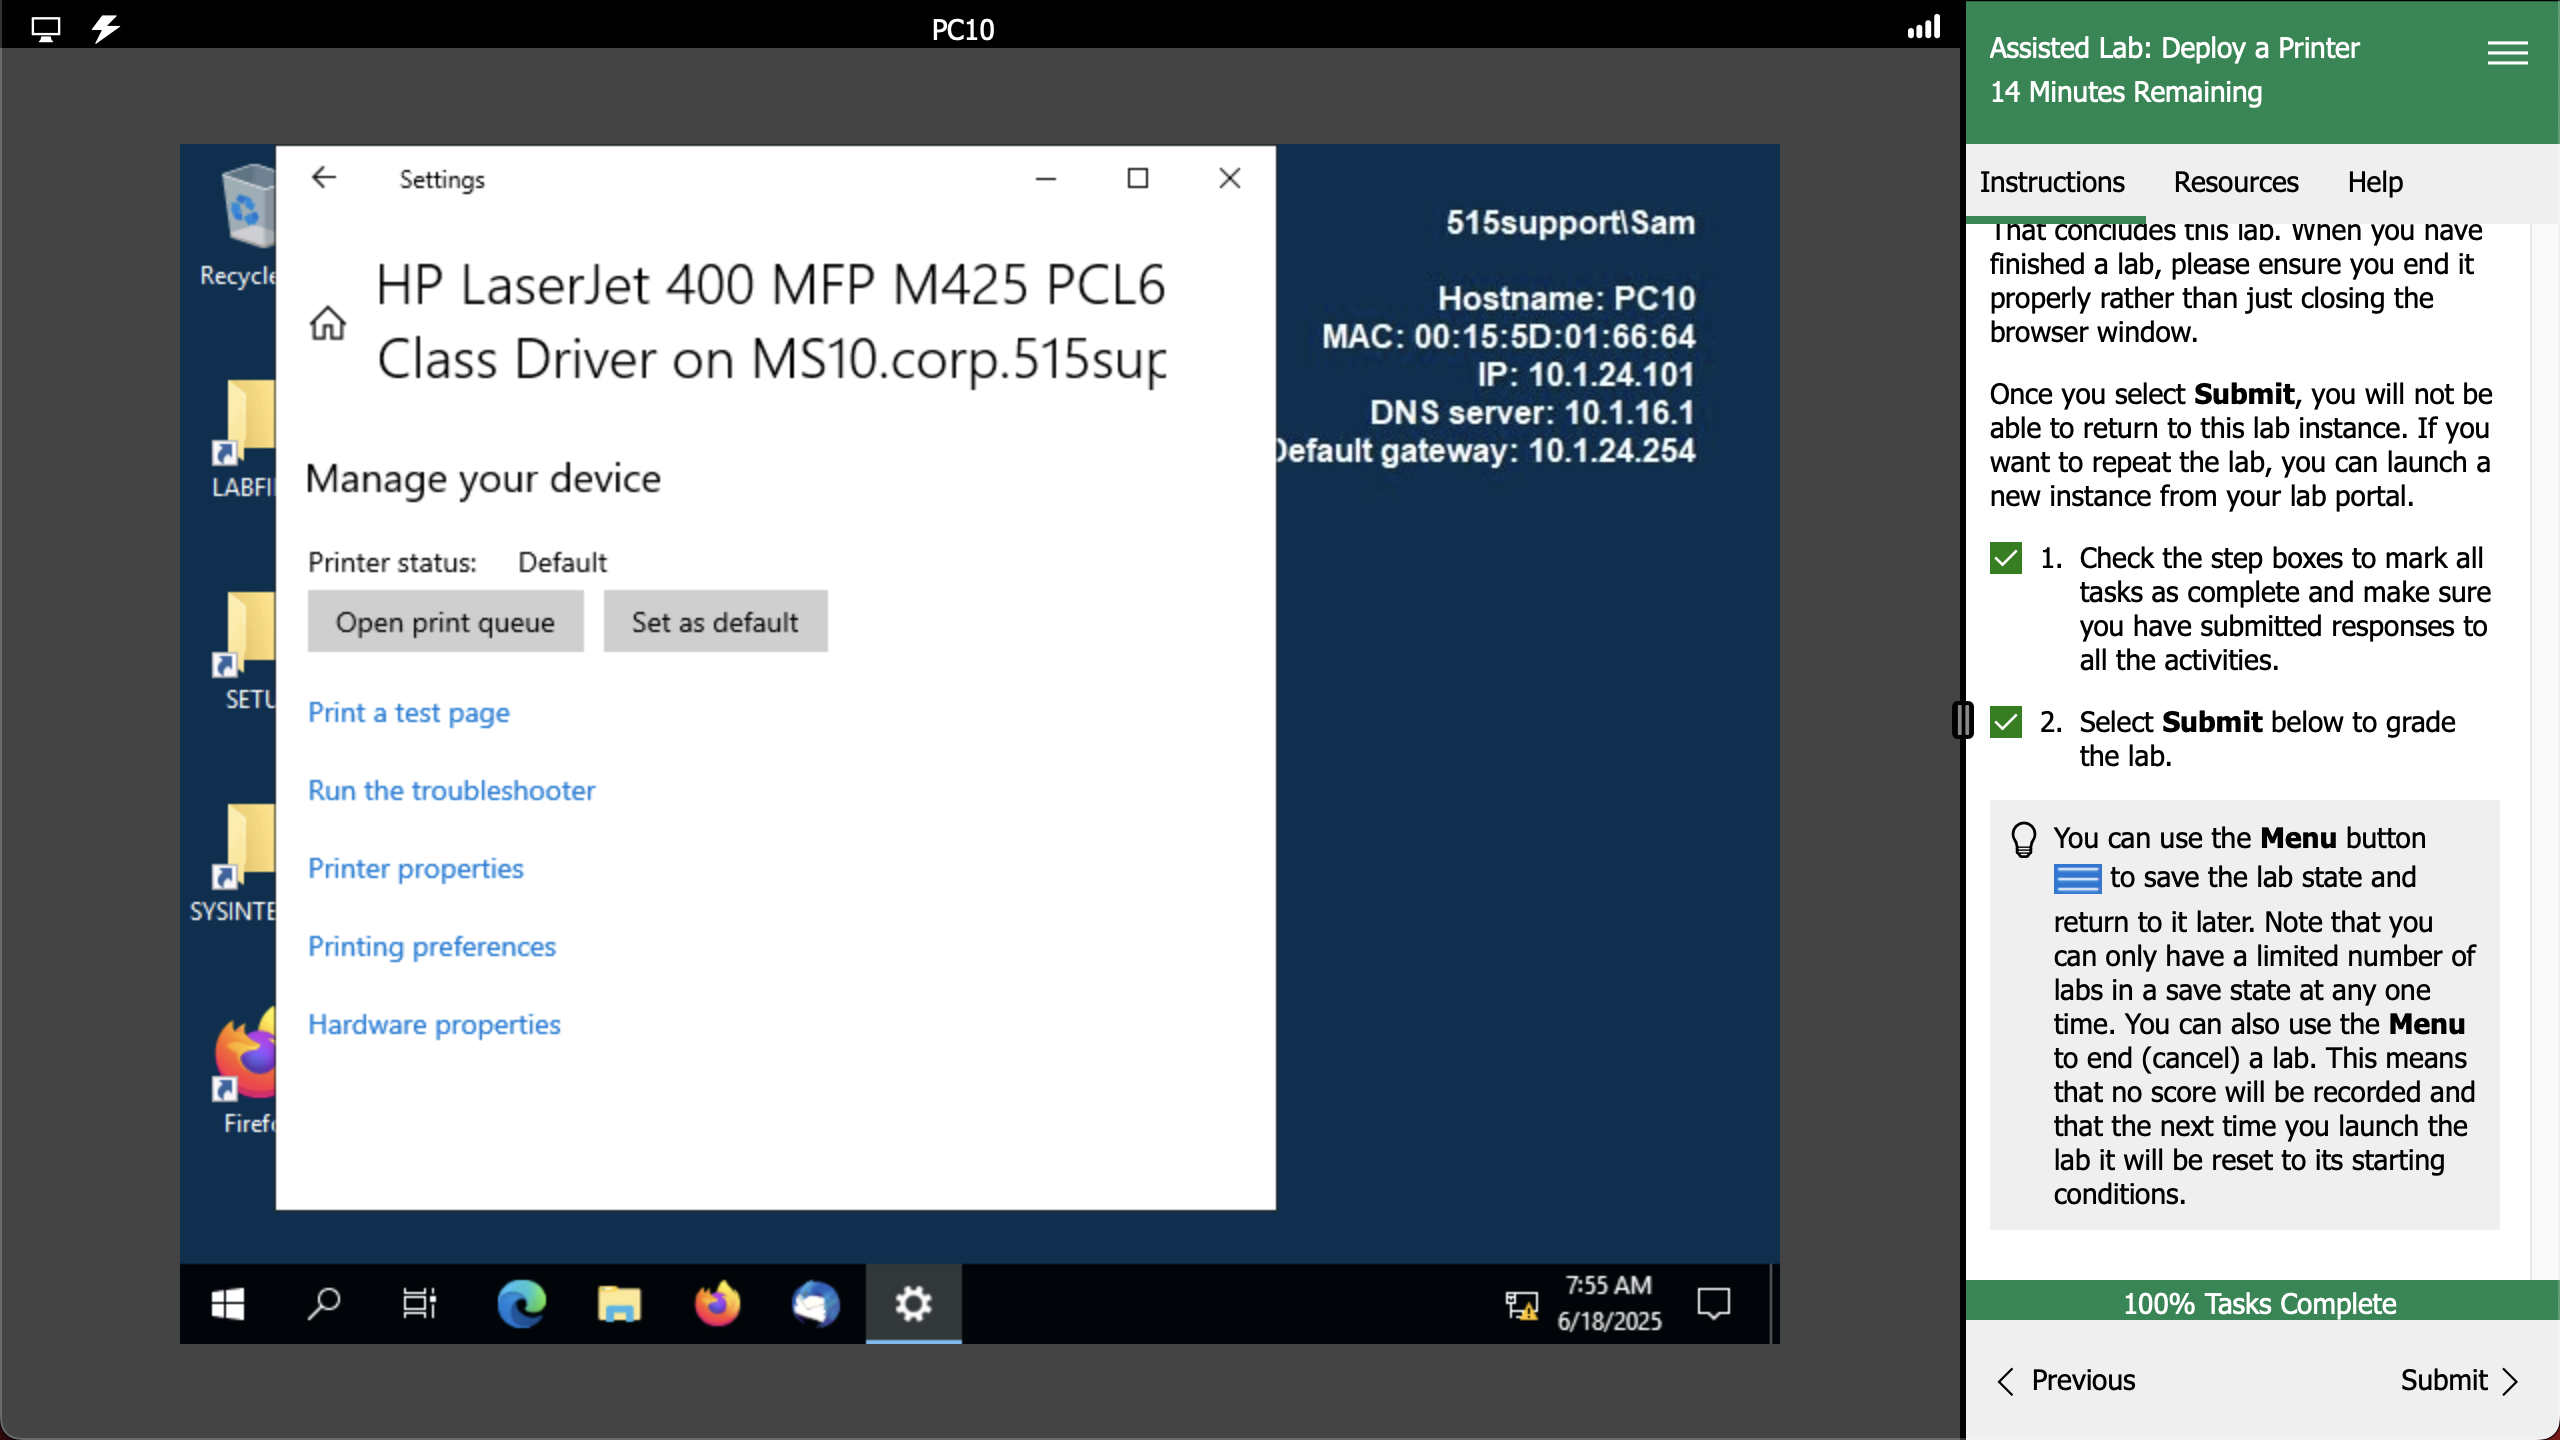 PC10
Settings
HP LaserJet 400 MFP M425 PCL6
Class Driver on MS10.corp.515sup
Manage your device
Printer status: Default
Open print queue
Set as default
Print a test page
Run the troubleshooter
Printer properties
Printing preferences
Hardware properties
Recycle
LABFI
SETU
SYSINTE
Firef
515support\Sam
Hostname: PC10
MAC: 00:15:5D:01:66:64
IP: 10.1.24.101
DNS server: 10.1.16.1
Default gateway: 10.1.24.254
7:55 AM
6/18/2025
Assisted Lab: Deploy a Printer
14 Minutes Remaining
Instructions
Resources
Help
That concludes this lab. When you have
finished a lab, please ensure you end it
properly rather than just closing the
browser window.
Once you select Submit, you will not be
able to return to this lab instance. If you
want to repeat the lab, you can launch a
new instance from your lab portal.
1. Check the step boxes to mark all
tasks as complete and make sure
you have submitted responses to
all the activities.
2. Select Submit below to grade
the lab.
You can use the Menu button
to save the lab state and
return to it later. Note that you
can only have a limited number of
labs in a save state at any one
time. You can also use the Menu
to end (cancel) a lab. This means
that no score will be recorded and
that the next time you launch the
lab it will be reset to its starting
conditions.
100% Tasks Complete
Previous
Submit